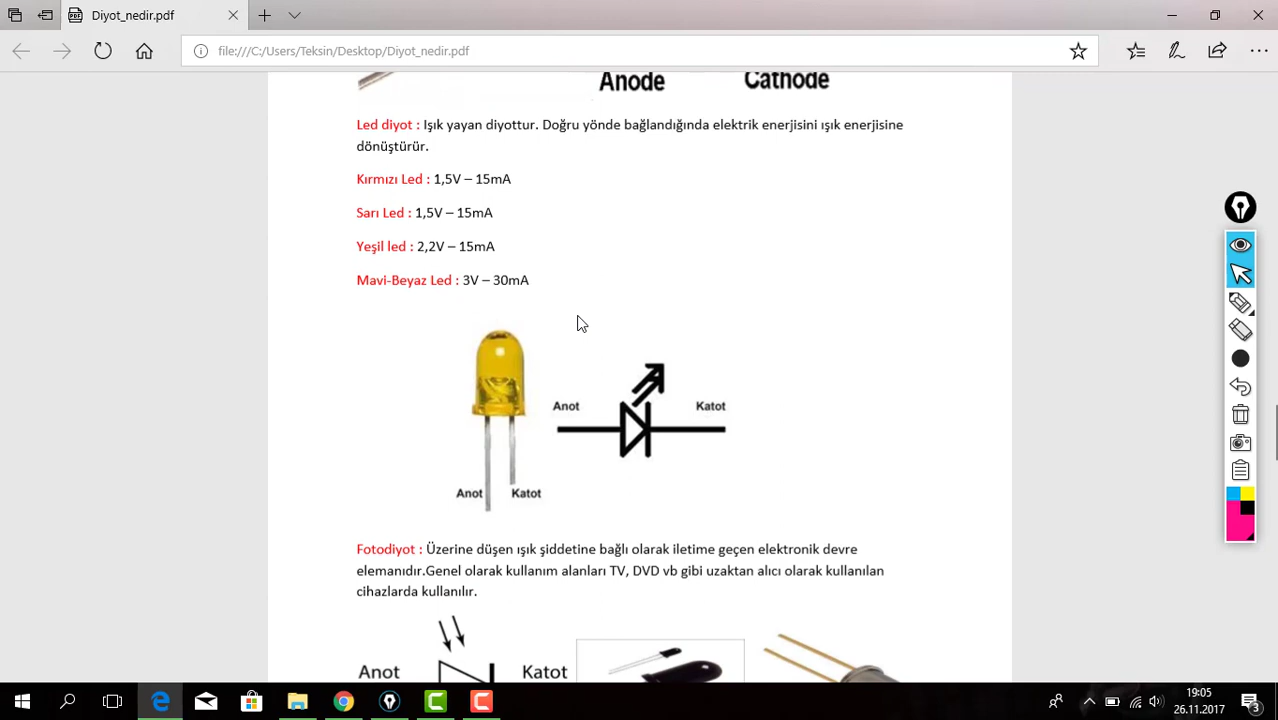 Diyot_nedir.pdf
file:///C:/Users/Teksin/Desktop/Diyot_nedir.pdf
Anode Cathode
Led diyot : Işık yayan diyottur. Doğru yönde bağlandığında elektrik enerjisini ışık enerjisine
dönüştürür.
Kırmızı Led : 1,5V – 15mA
Sarı Led : 1,5V – 15mA
Yeşil led : 2,2V – 15mA
Mavi-Beyaz Led : 3V – 30mA
Anot Katot
Anot Katot
Fotodiyot : Üzerine düşen ışık şiddetine bağlı olarak iletime geçen elektronik devre
elemanıdır.Genel olarak kullanım alanları TV, DVD vb gibi uzaktan alıcı olarak kullanılan
cihazlarda kullanılır.
Anot Katot
19:05
26.11.2017
3